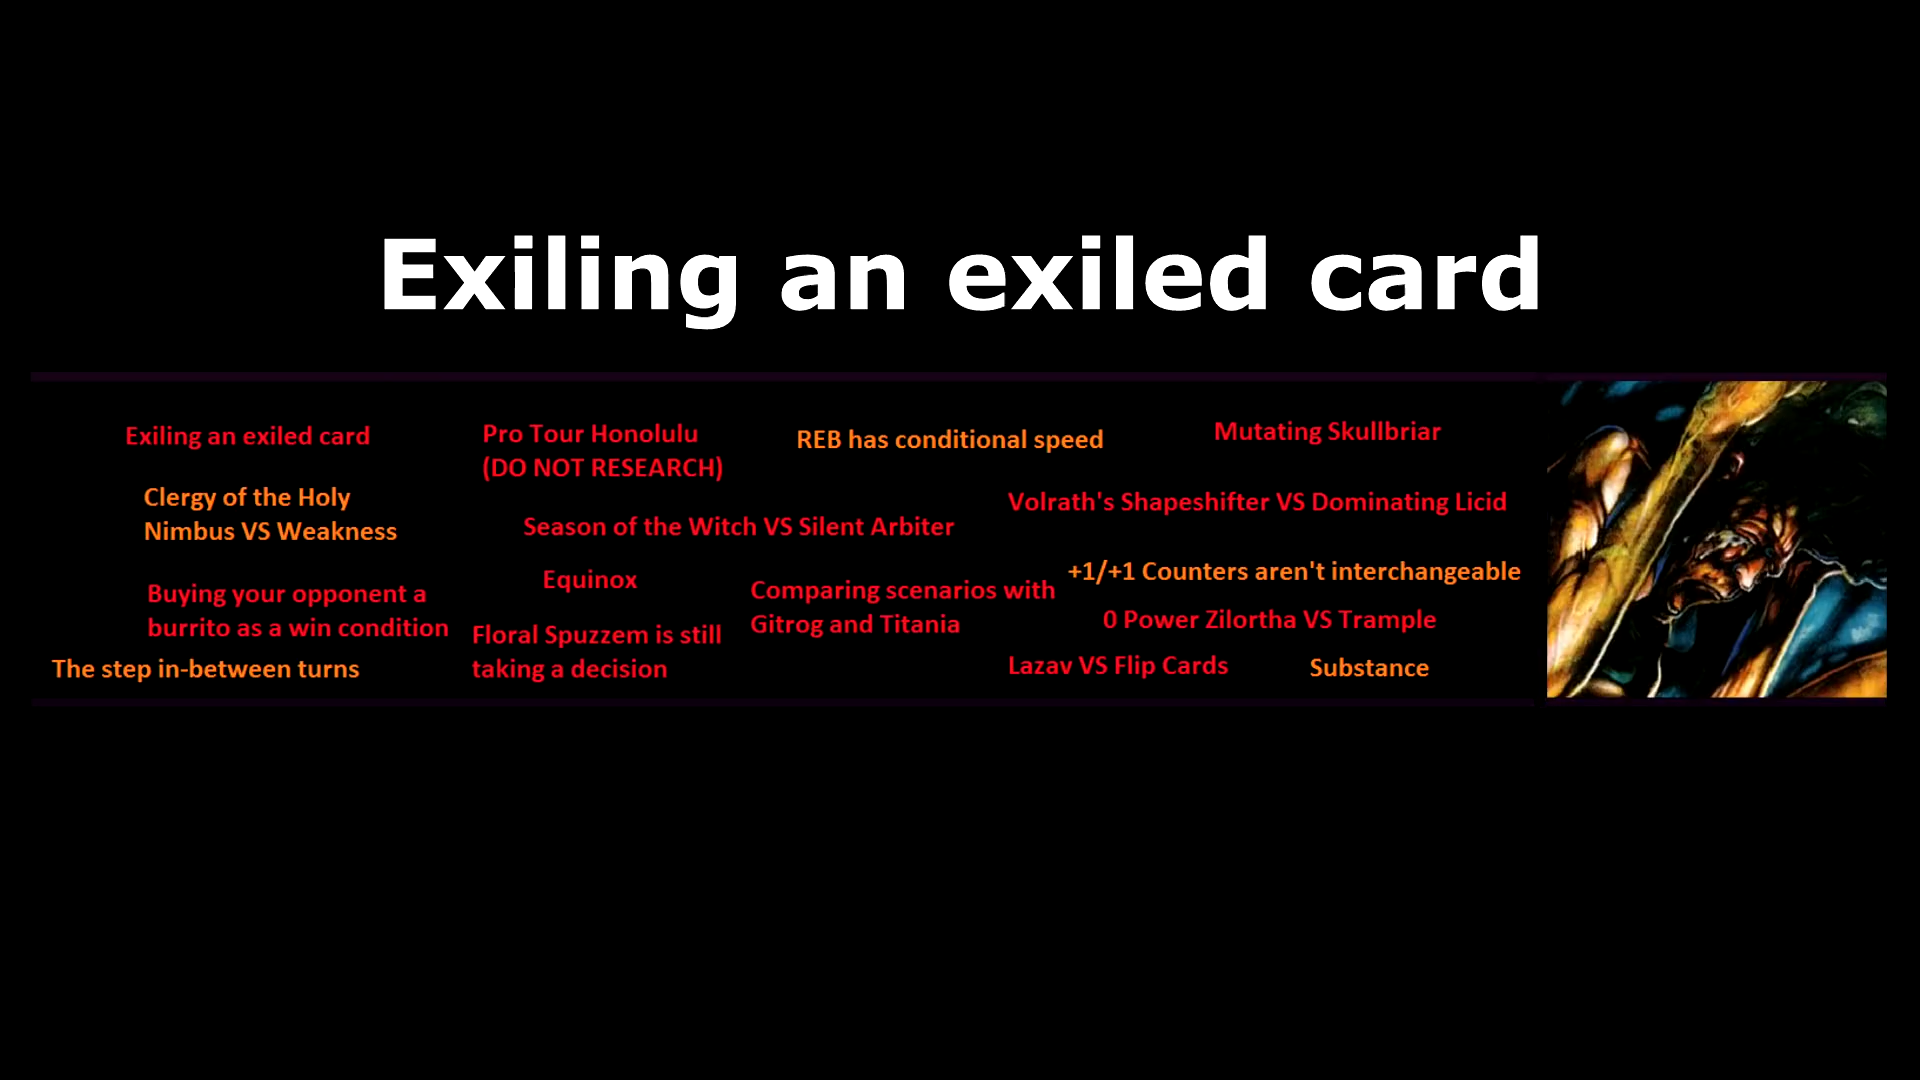 Exiling an exiled card
Exiling an exiled card
Pro Tour Honolulu
(DO NOT RESEARCH)
REB has conditional speed
Mutating Skullbriar
Clergy of the Holy
Nimbus VS Weakness
Season of the Witch VS Silent Arbiter
Volrath's Shapeshifter VS Dominating Licid
Buying your opponent a
burrito as a win condition
Equinox
Comparing scenarios with
Gitrog and Titania
+1/+1 Counters aren't interchangeable
0 Power Zilortha VS Trample
The step in-between turns
Floral Spuzzem is still
taking a decision
Lazav VS Flip Cards
Substance